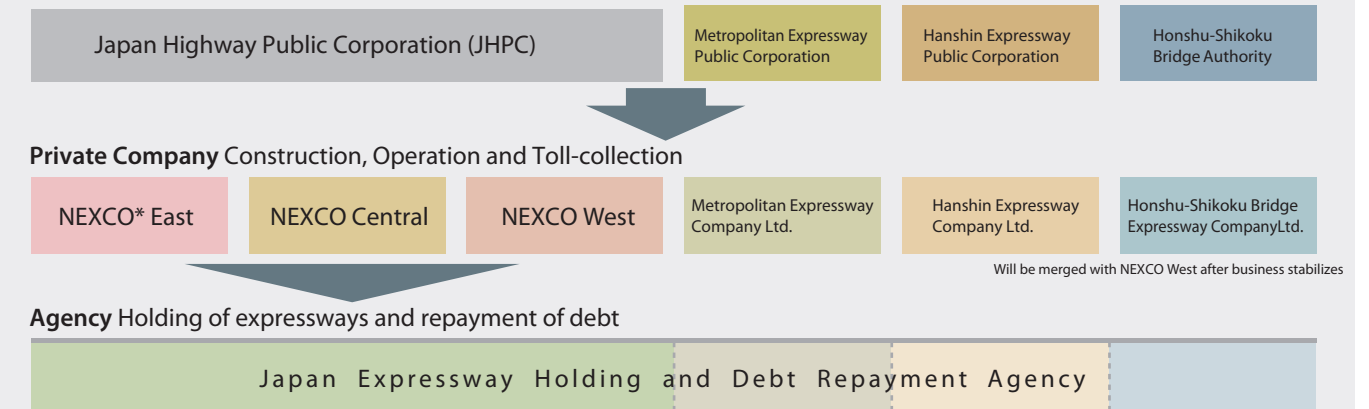 Japan Highway Public Corporation (JHPC)
Metropolitan Expressway
Public Corporation
Hanshin Expressway
Public Corporation
Honshu-Shikoku
Bridge Authority
Private Company Construction, Operation and Toll-collection
NEXCO* East
NEXCO Central
NEXCO West
Metropolitan Expressway
Company Ltd.
Hanshin Expressway
Company Ltd.
Honshu-Shikoku Bridge
Expressway CompanyLtd.
Will be merged with NEXCO West after business stabilizes
Agency Holding of expressways and repayment of debt
Japan Expressway Holding and Debt Repayment Agency